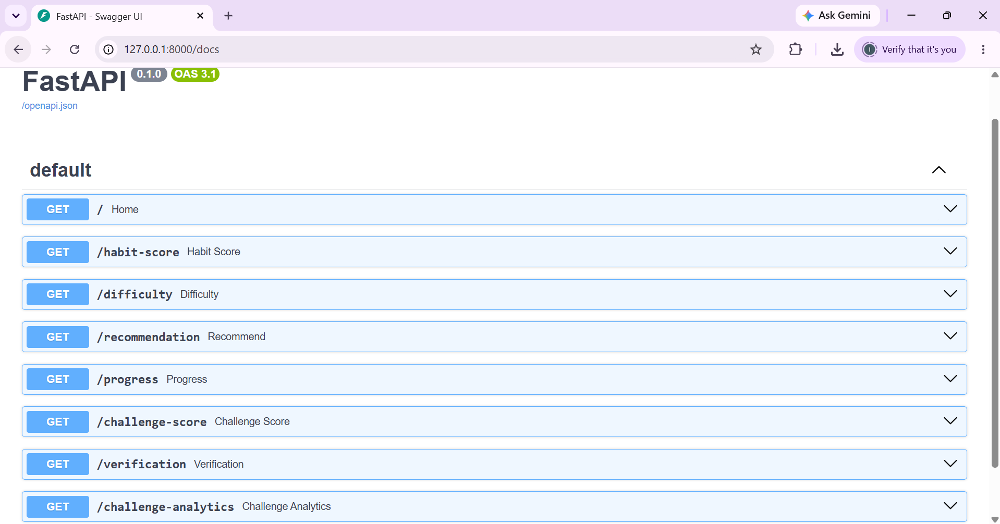 FastAPI - Swagger UI
Ask Gemini
127.0.0.1:8000/docs
Verify that it's you
FastAPI 0.1.0 OAS 3.1
/openapi.json
default
GET / Home
GET /habit-score Habit Score
GET /difficulty Difficulty
GET /recommendation Recommend
GET /progress Progress
GET /challenge-score Challenge Score
GET /verification Verification
GET /challenge-analytics Challenge Analytics